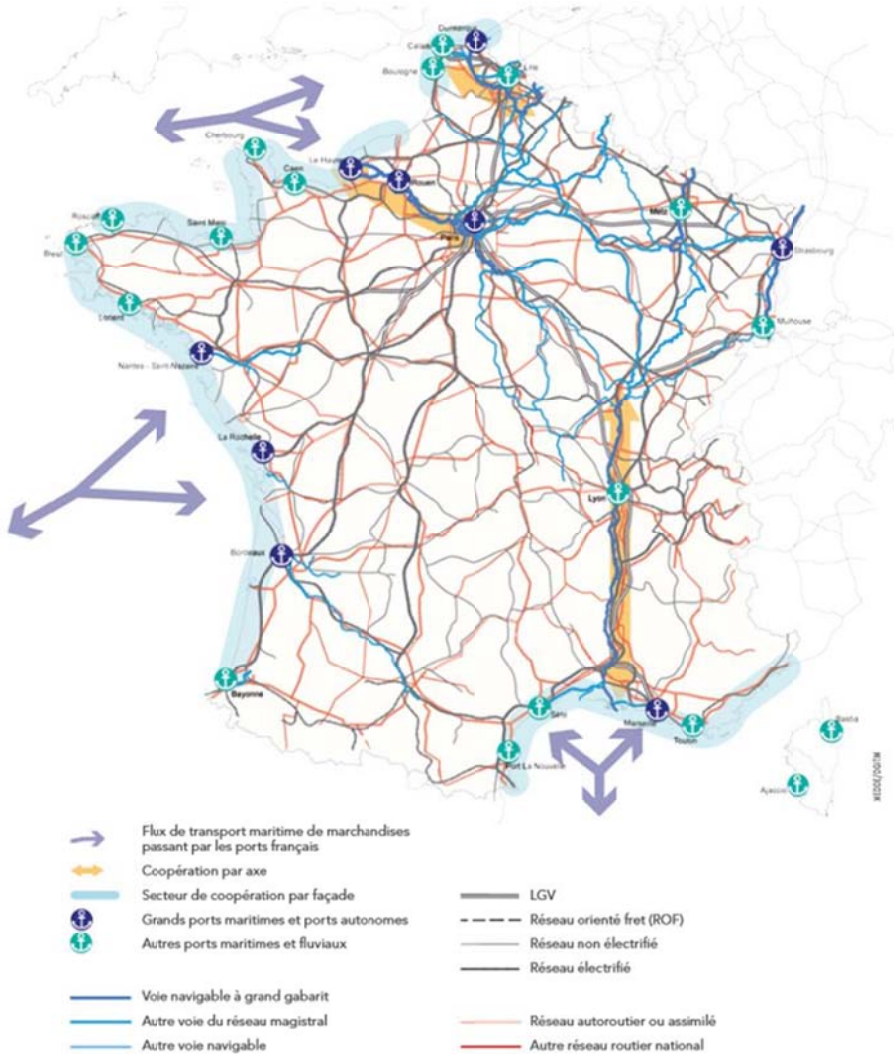 Dunkerque
Calais
Boulogne
Lille
Cherbourg
Le Havre
Caen
Rouen
Roscoff
Saint Malo
Paris
Metz
Strasbourg
Brest
Lorient
Mulhouse
Nantes - Saint-Nazaire
La Rochelle
Lyon
Bordeaux
Bayonne
Sète
Marseille
Toulon
Bastia
Port La Nouvelle
Ajaccio
Flux de transport maritime de marchandises
passant par les ports français
Coopération par axe
Secteur de coopération par façade
Grands ports maritimes et ports autonomes
Autres ports maritimes et fluviaux
LGV
Réseau orienté fret (ROF)
Réseau non électrifié
Réseau électrifié
Voie navigable à grand gabarit
Autre voie du réseau magistral
Autre voie navigable
Réseau autoroutier ou assimilé
Autre réseau routier national